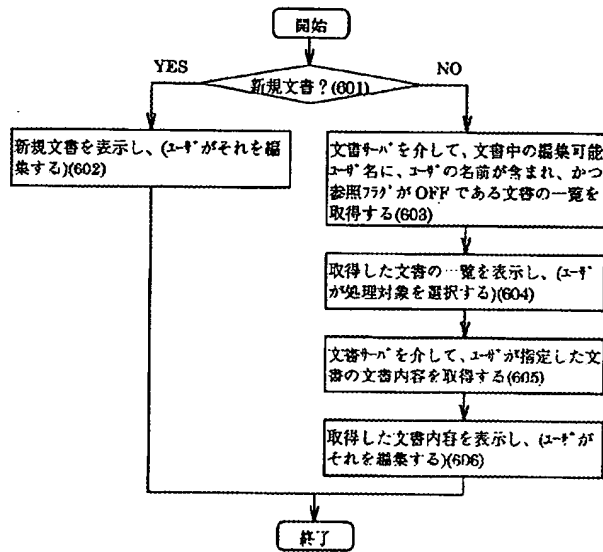 開始
YES
NO
新規文書?(601)
新規文書を表示し、(ﾕｰｻﾞがそれを編
集する)(602)
文書ｻｰﾊﾞを介して、文書中の編集可能
ﾕｰｻﾞ名に、ﾕｰｻﾞの名前が含まれ、かつ
参照ﾌﾗｸﾞがOFFである文書の一覧を
取得する(603)
取得した文書の一覧を表示し、(ﾕｰｻﾞ
が処理対象を選択する)(604)
文書ｻｰﾊﾞを介して、ﾕｰｻﾞが指定した文
書の文書内容を取得する(605)
取得した文書内容を表示し、(ﾕｰｻﾞが
それを編集する)(606)
終了